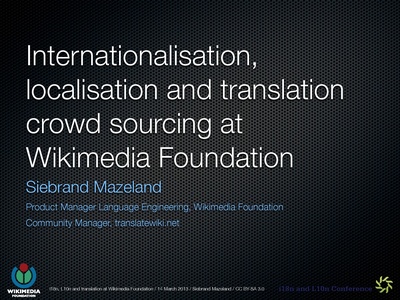 Internationalisation,
localisation and translation
crowd sourcing at
Wikimedia Foundation
Siebrand Mazeland
Product Manager Language Engineering, Wikimedia Foundation
Community Manager, translatewiki.net
WIKIMEDIA
FOUNDATION
i18n, L10n and translation at Wikimedia Foundation / 14 March 2013 / Siebrand Mazeland / CC BY-SA 3.0
i18n and L10n Conference